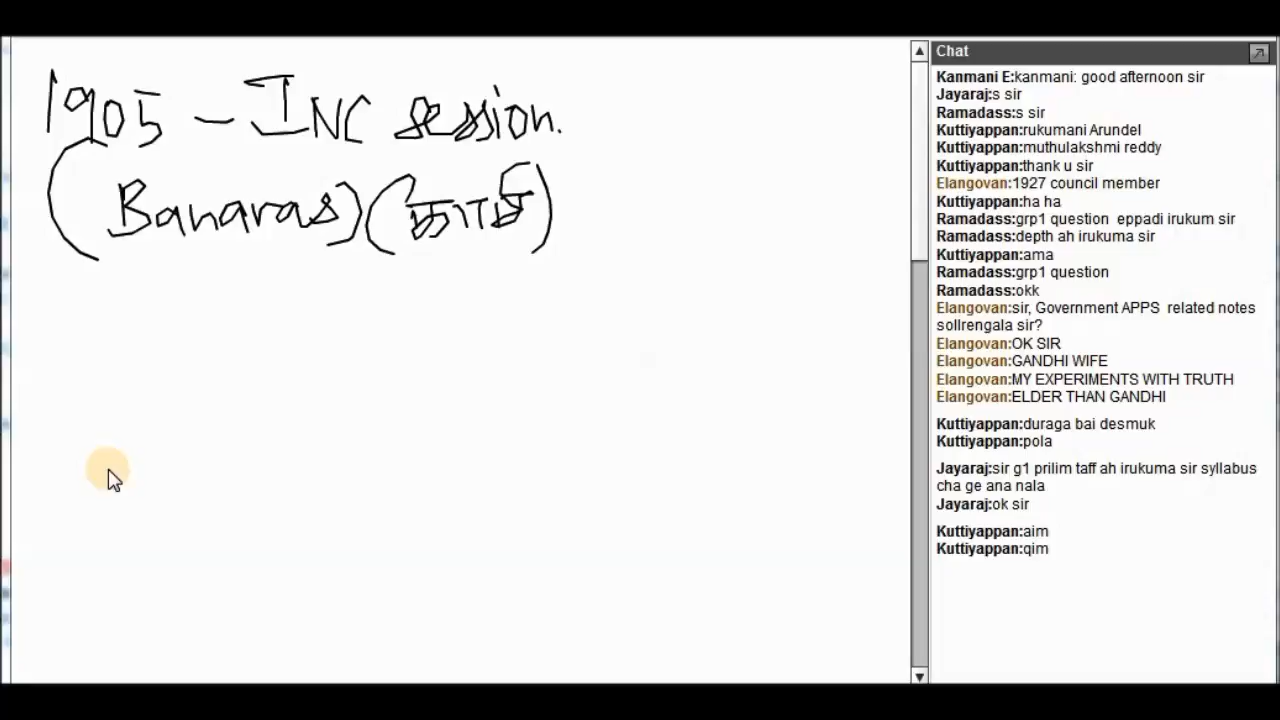 1905 - INC session.
(Banaras) (காசி)
Chat
Kanmani E:kanmani: good afternoon sir
Jayaraj:s sir
Ramadass:s sir
Kuttiyappan:rukumani Arundel
Kuttiyappan:muthulakshmi reddy
Kuttiyappan:thank u sir
Elangovan:1927 council member
Kuttiyappan:ha ha
Ramadass:grp1 question eppadi irukum sir
Ramadass:depth ah irukuma sir
Kuttiyappan:ama
Ramadass:grp1 question
Ramadass:okk
Elangovan:sir, Government APPS related notes
sollrengala sir?
Elangovan:OK SIR
Elangovan:GANDHI WIFE
Elangovan:MY EXPERIMENTS WITH TRUTH
Elangovan:ELDER THAN GANDHI
Kuttiyappan:duraga bai desmuk
Kuttiyappan:pola
Jayaraj:sir g1 prilim taff ah irukuma sir syllabus
cha ge ana nala
Jayaraj:ok sir
Kuttiyappan:aim
Kuttiyappan:qim